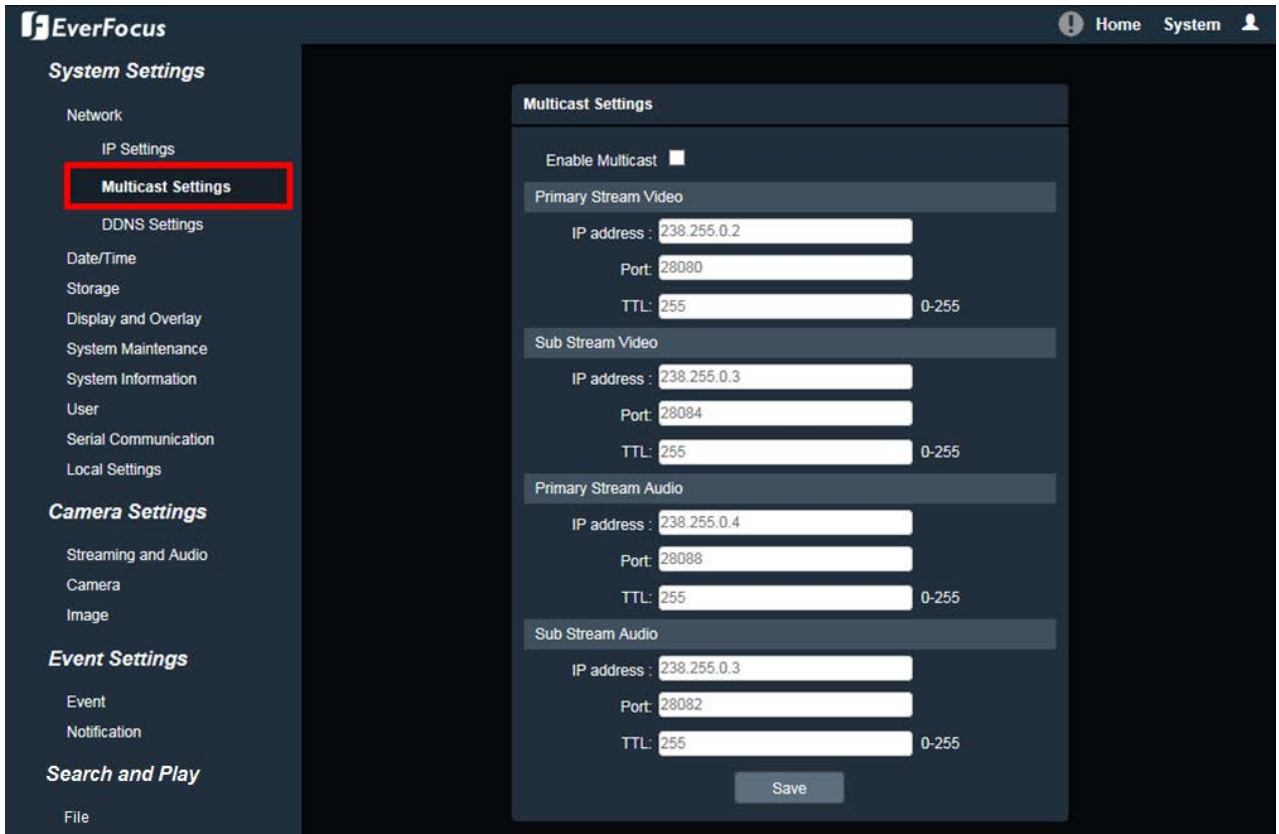 EverFocus
Home System
System Settings
Network
IP Settings
Multicast Settings
DDNS Settings
Date/Time
Storage
Display and Overlay
System Maintenance
System Information
User
Serial Communication
Local Settings
Camera Settings
Streaming and Audio
Camera
Image
Event Settings
Event
Notification
Search and Play
File
Multicast Settings
Enable Multicast
Primary Stream Video
IP address : 238.255.0.2
Port: 28080
TTL: 255 0-255
Sub Stream Video
IP address : 238.255.0.3
Port: 28084
TTL: 255 0-255
Primary Stream Audio
IP address : 238.255.0.4
Port: 28088
TTL: 255 0-255
Sub Stream Audio
IP address : 238.255.0.3
Port: 28082
TTL: 255 0-255
Save